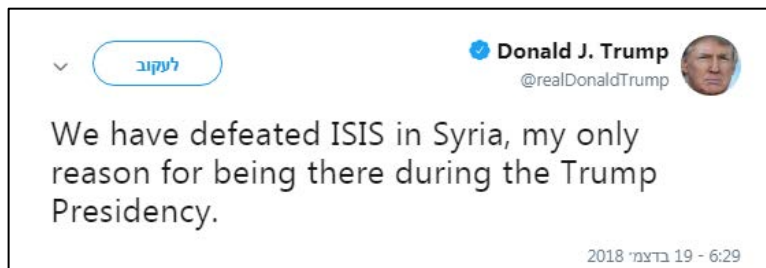 Donald J. Trump
@realDonaldTrump
לעקוב
We have defeated ISIS in Syria, my only
reason for being there during the Trump
Presidency.
6:29 - 19 בדצמ׳ 2018